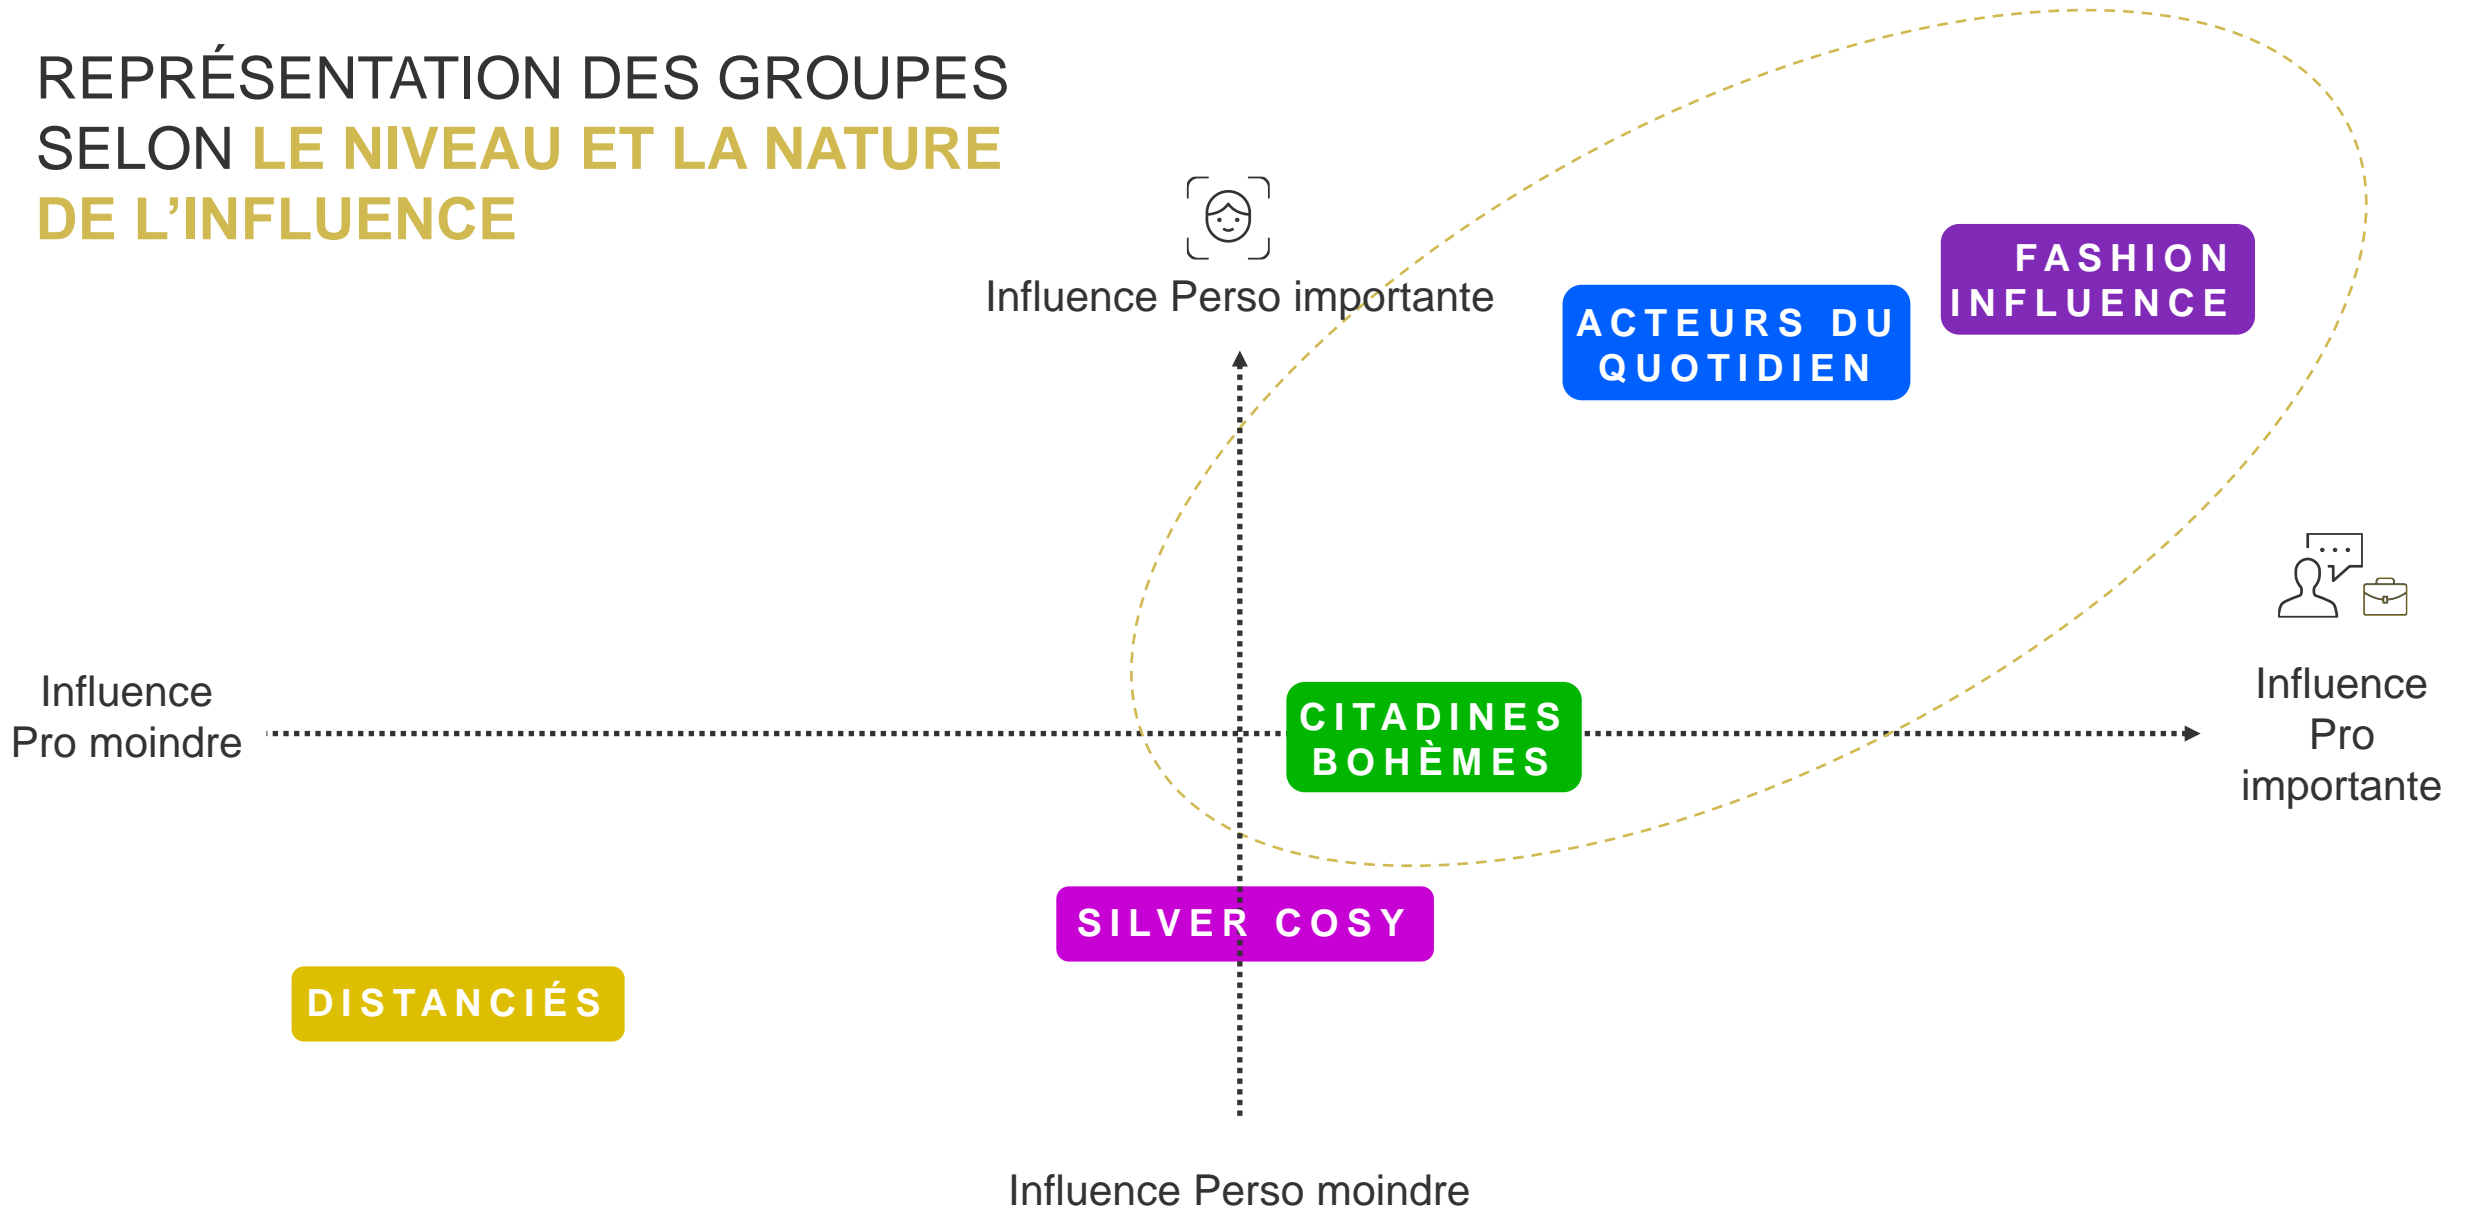 REPRÉSENTATION DES GROUPES
SELON LE NIVEAU ET LA NATURE
DE L’INFLUENCE
Influence Perso importante
FASHION
INFLUENCE
ACTEURS DU
QUOTIDIEN
Influence
Pro moindre
CITADINES
BOHÈMES
Influence
Pro
importante
SILVER COSY
DISTANCIÉS
Influence Perso moindre